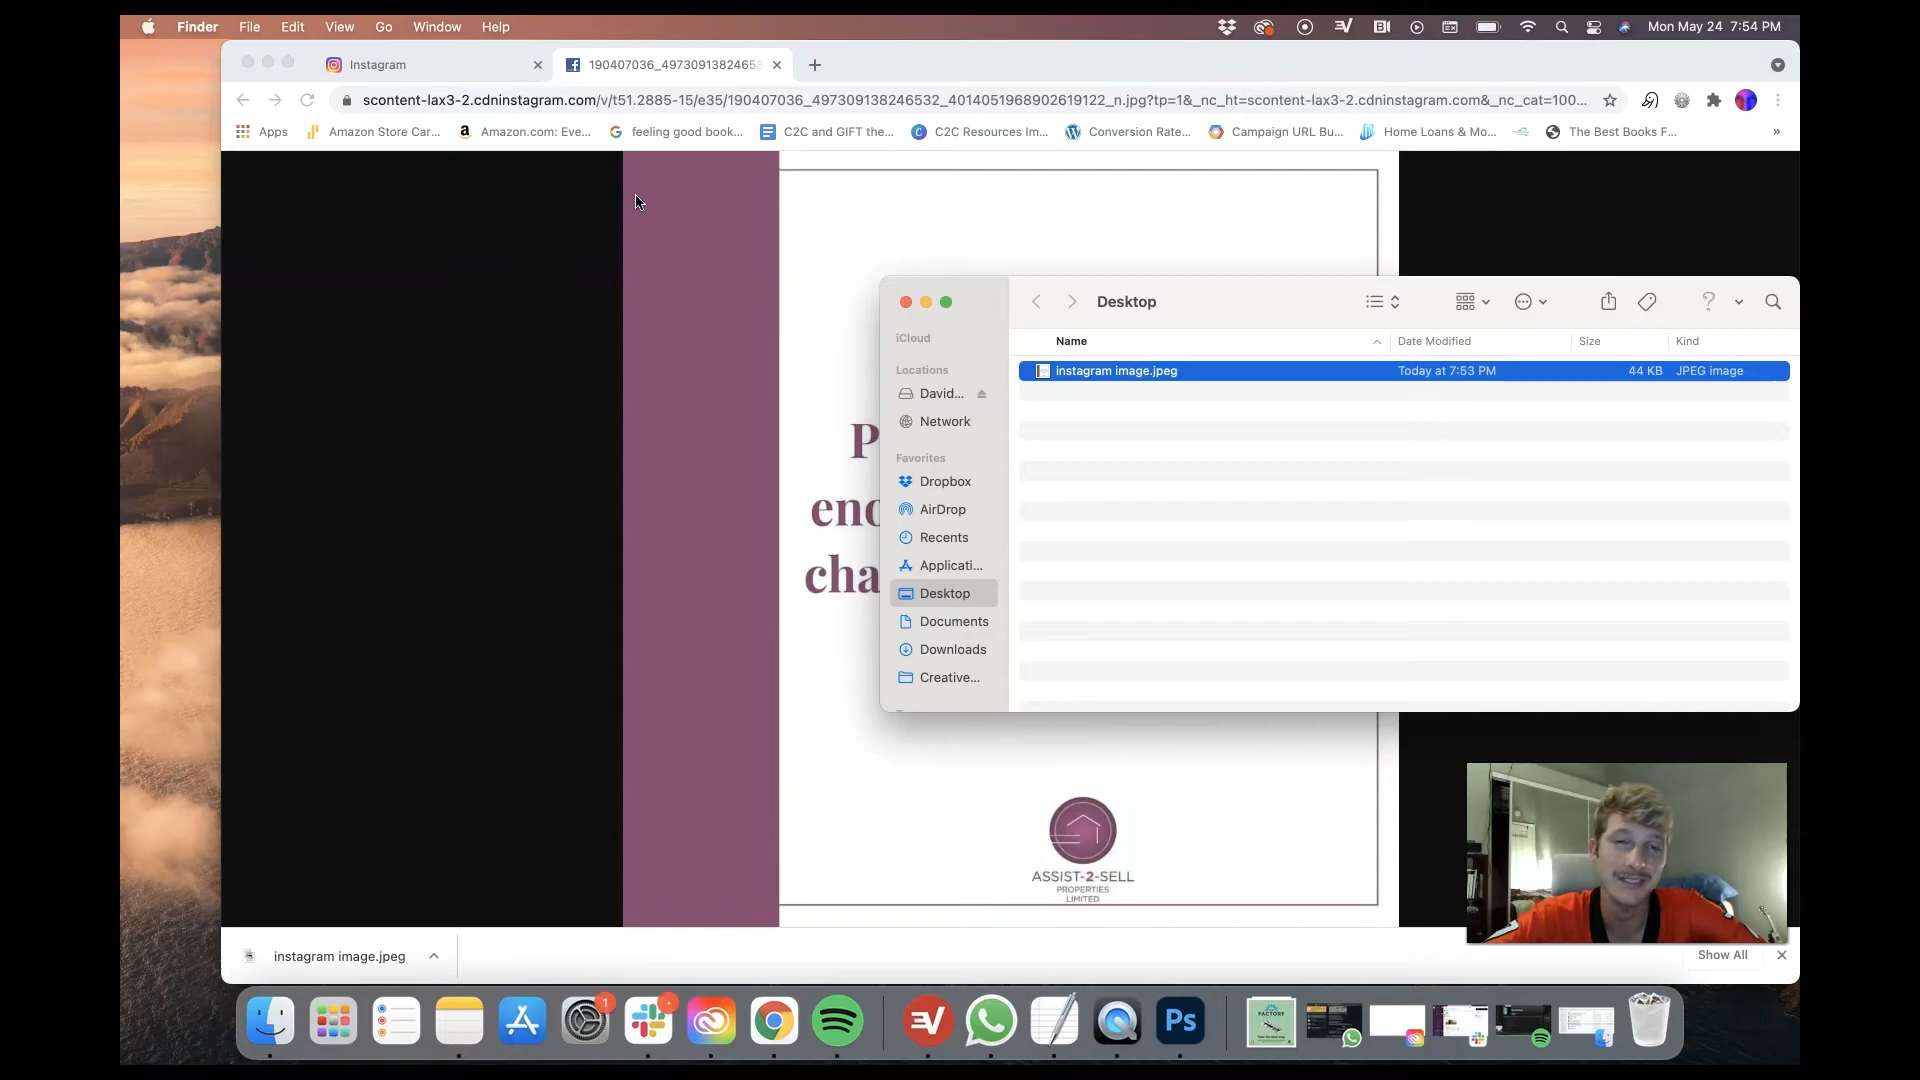 Finder File Edit View Go Window Help Mon May 24 7:54 PM
Instagram 190407036_49730913824653
scontent-lax3-2.cdninstagram.com/v/t51.2885-15/e35/190407036_497309138246532_4014051968902619122_n.jpg?tp=1&_nc_ht=scontent-lax3-2.cdninstagram.com&_nc_cat=100...
Apps Amazon Store Car... Amazon.com: Eve... feeling good book... C2C and GIFT the... C2C Resources Im... Conversion Rate... Campaign URL Bu... Home Loans & Mo... The Best Books F... »
Desktop
iCloud
Locations
David...
Network
Favorites
Dropbox
AirDrop
Recents
Applicati...
Desktop
Documents
Downloads
Creative...
Name Date Modified Size Kind
instagram image.jpeg Today at 7:53 PM 44 KB JPEG image
P
enc
cha
ASSIST-2-SELL
PROPERTIES
LIMITED
instagram image.jpeg Show All
1
Ps
FACTORY